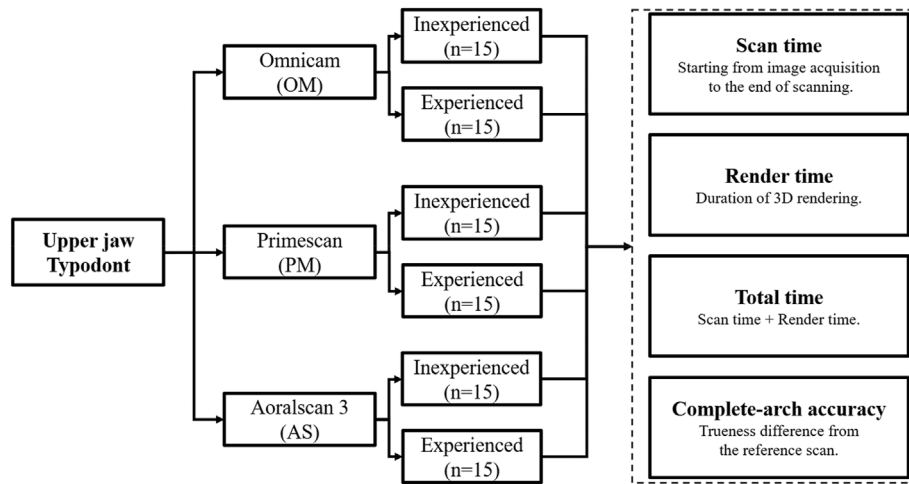 Upper jaw
Typodont
Omnicam
(OM)
Inexperienced
(n=15)
Experienced
(n=15)
Primescan
(PM)
Inexperienced
(n=15)
Experienced
(n=15)
Aoralscan 3
(AS)
Inexperienced
(n=15)
Experienced
(n=15)
Scan time
Starting from image acquisition
to the end of scanning.
Render time
Duration of 3D rendering.
Total time
Scan time + Render time.
Complete-arch accuracy
Trueness difference from
the reference scan.